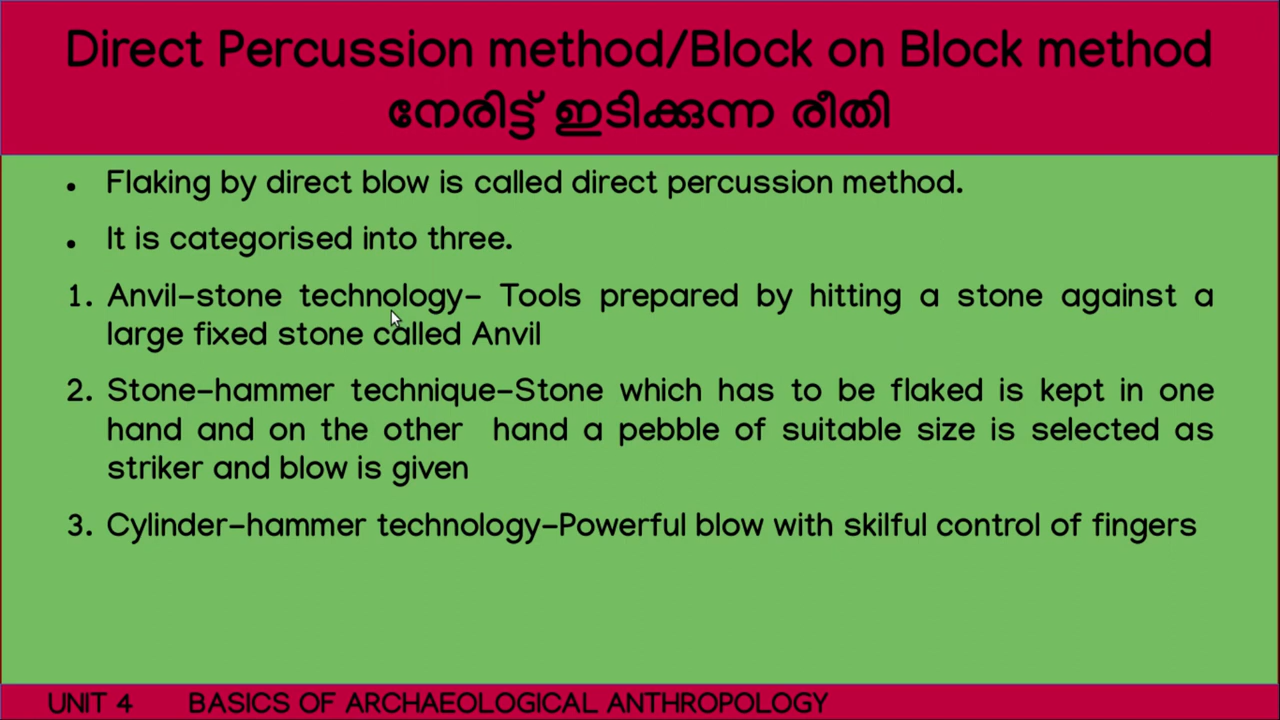 Direct Percussion method/Block on Block method
നേരിട്ട് ഇടിക്കുന്ന രീതി
• Flaking by direct blow is called direct percussion method.
• It is categorised into three.
1. Anvil-stone technology- Tools prepared by hitting a stone against a
large fixed stone called Anvil
2. Stone-hammer technique-Stone which has to be flaked is kept in one
hand and on the other hand a pebble of suitable size is selected as
striker and blow is given
3. Cylinder-hammer technology-Powerful blow with skilful control of fingers
UNIT 4 BASICS OF ARCHAEOLOGICAL ANTHROPOLOGY